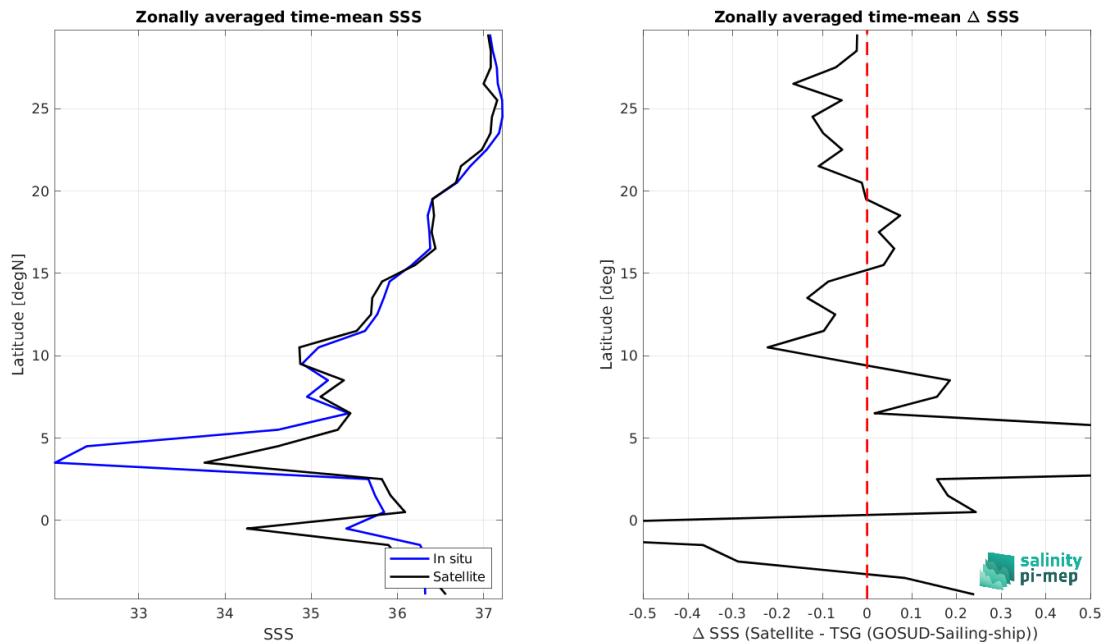 Zonally averaged time-mean SSS
Latitude [degN]
25
20
15
10
5
0
33
34
35
36
37
SSS
In situ
Satellite
Zonally averaged time-mean Δ SSS
Latitude [deg]
25
20
15
10
5
0
-0.5
-0.4
-0.3
-0.2
-0.1
0
0.1
0.2
0.3
0.4
0.5
Δ SSS (Satellite - TSG (GOSUD-Sailing-ship))
salinity
pi-mep